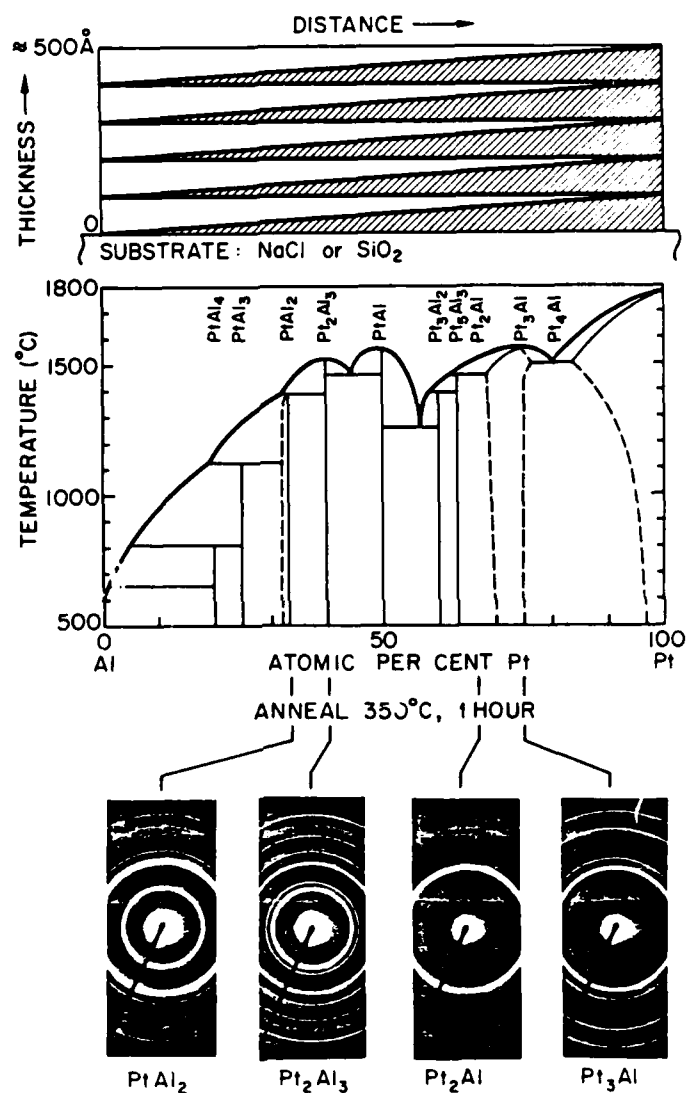 DISTANCE
≈ 500Å
THICKNESS
0
SUBSTRATE: NaCl or SiO₂
1800
1500
1000
500
TEMPERATURE (°C)
PtAl₄
PtAl₃
PtAl₂
Pt₂Al₃
PtAl
Pt₃Al₂
Pt₅Al₃
Pt₂Al
Pt₃Al
Pt₄Al
0 50 100
Al ATOMIC PER CENT Pt Pt
ANNEAL 350°C, 1 HOUR
PtAl₂ Pt₂Al₃ Pt₂Al Pt₃Al